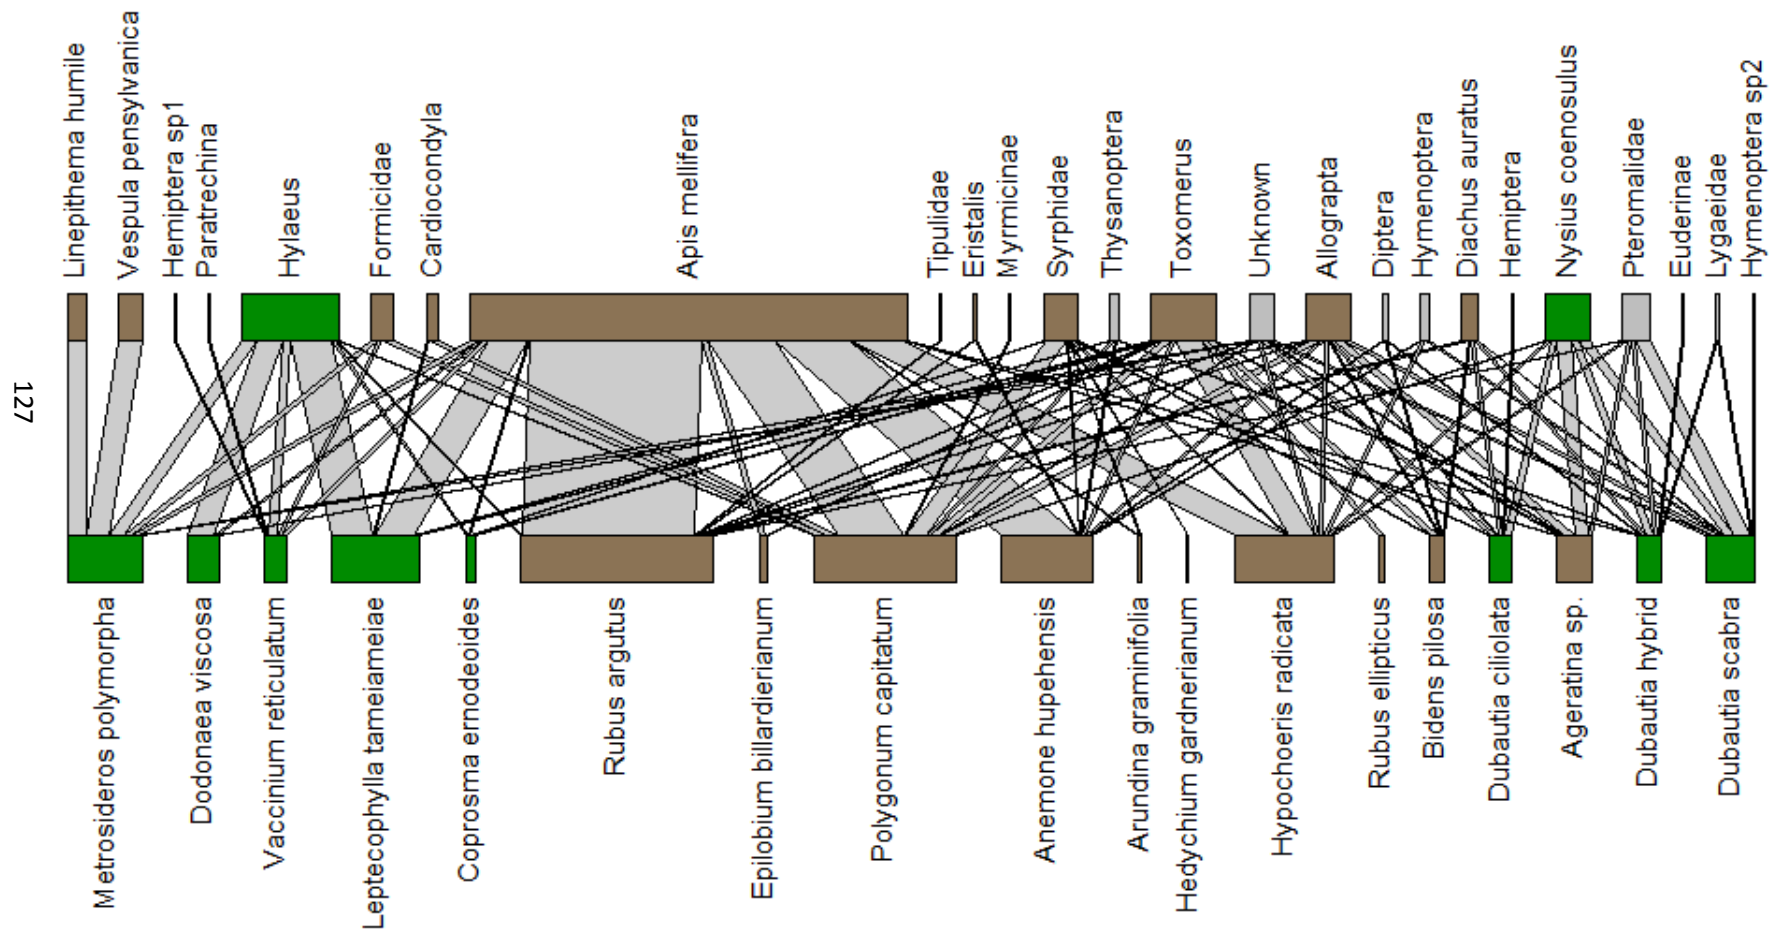 Linepithema humile
Vespula pensylvanica
Hemiptera sp1
Paratrechina
Hylaeus
Formicidae
Cardiocondyla
Apis mellifera
Tipulidae
Eristalis
Myrmicinae
Syrphidae
Thysanoptera
Toxomerus
Unknown
Allograpta
Diptera
Hymenoptera
Diachus auratus
Hemiptera
Nysius coenosulus
Pteromalidae
Euderinae
Lygaeidae
Hymenoptera sp2
127
Metrosideros polymorpha
Dodonaea viscosa
Vaccinium reticulatum
Leptecophylla tameiameiae
Coprosma ernodeoides
Rubus argutus
Epilobium billardierianum
Polygonum capitatum
Anemone hupehensis
Arundina graminifolia
Hedychium gardnerianum
Hypochoeris radicata
Rubus ellipticus
Bidens pilosa
Dubautia ciliolata
Ageratina sp.
Dubautia hybrid
Dubautia scabra